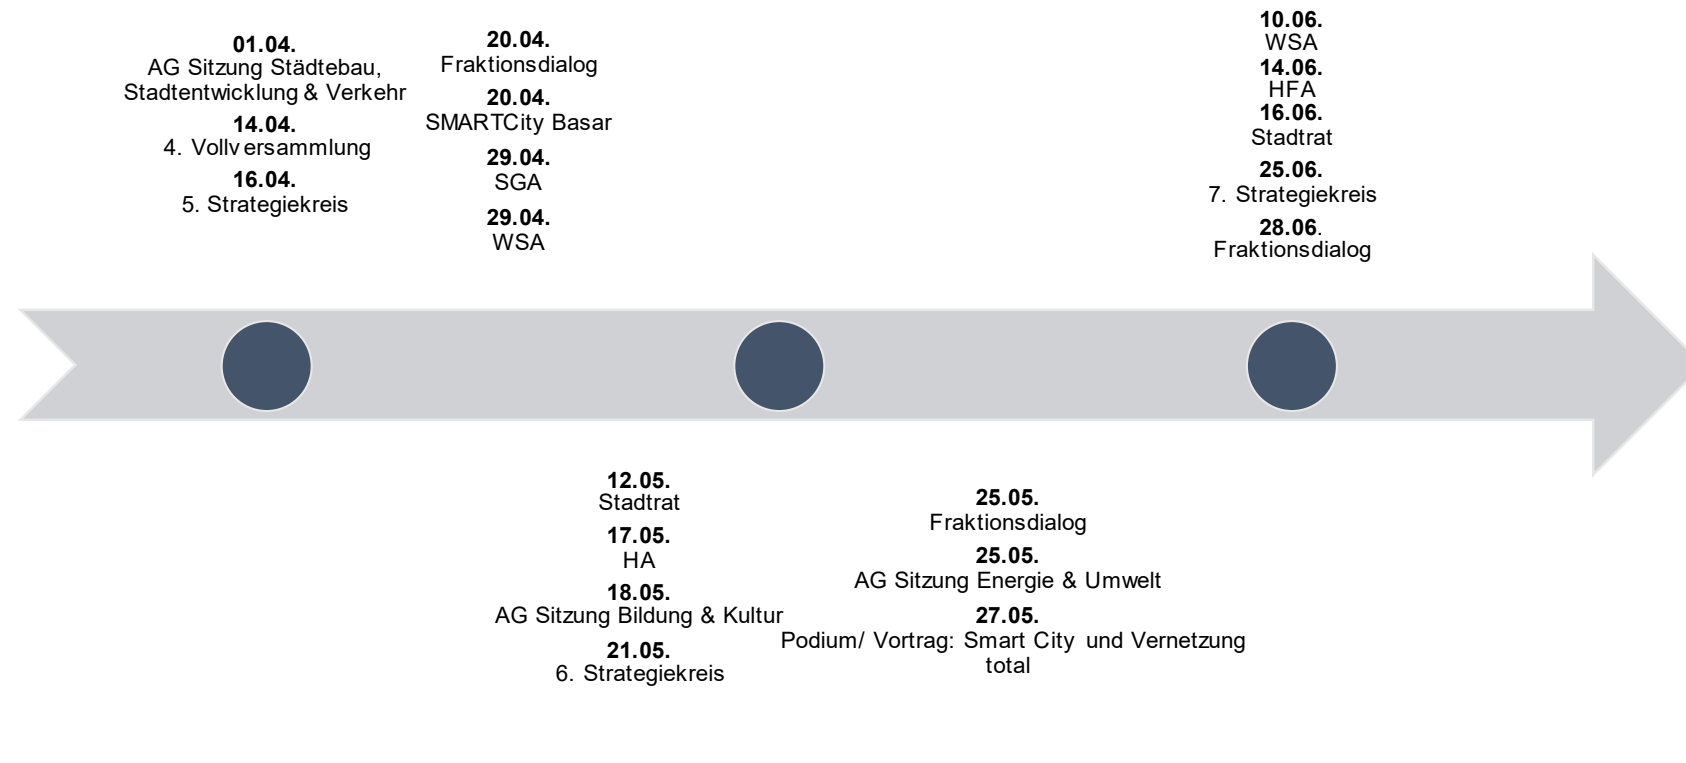 01.04.
AG Sitzung Städtebau,
Stadtentwicklung & Verkehr
14.04.
4. Vollversammlung
16.04.
5. Strategiekreis
20.04.
Fraktionsdialog
20.04.
SMARTCity Basar
29.04.
SGA
29.04.
WSA
12.05.
Stadtrat
17.05.
HA
18.05.
AG Sitzung Bildung & Kultur
21.05.
6. Strategiekreis
25.05.
Fraktionsdialog
25.05.
AG Sitzung Energie & Umwelt
27.05.
Podium/ Vortrag: Smart City und Vernetzung
total
10.06.
WSA
14.06.
HFA
16.06.
Stadtrat
25.06.
7. Strategiekreis
28.06.
Fraktionsdialog